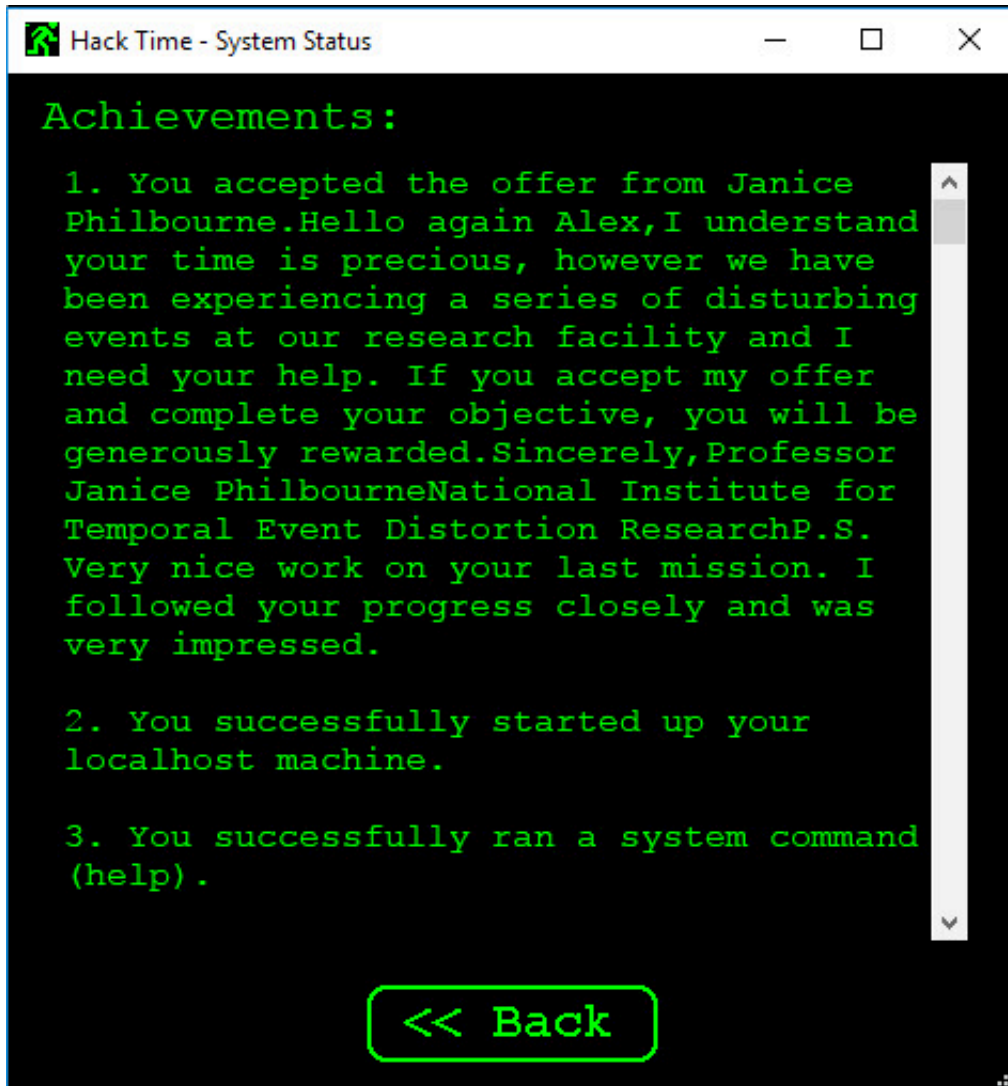 Hack Time - System Status
Achievements:
1. You accepted the offer from Janice
Philbourne.Hello again Alex,I understand
your time is precious, however we have
been experiencing a series of disturbing
events at our research facility and I
need your help. If you accept my offer
and complete your objective, you will be
generously rewarded.Sincerely,Professor
Janice PhilbourneNational Institute for
Temporal Event Distortion ResearchP.S.
Very nice work on your last mission. I
followed your progress closely and was
very impressed.
2. You successfully started up your
localhost machine.
3. You successfully ran a system command
(help).
<< Back